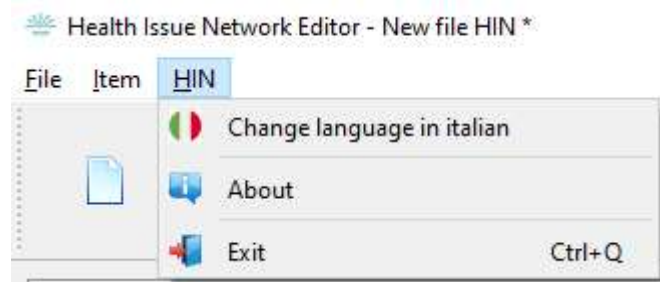 Health Issue Network Editor - New file HIN *
File Item HIN
Change language in italian
About
Exit Ctrl+Q